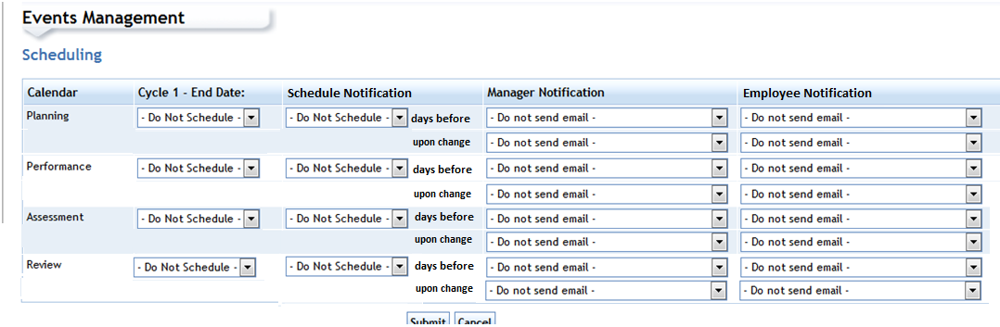 Events Management
Scheduling
Calendar Cycle 1 - End Date: Schedule Notification Manager Notification Employee Notification
Planning - Do Not Schedule - - Do Not Schedule - days before - Do not send email - - Do not send email -
upon change - Do not send email - - Do not send email -
Performance - Do Not Schedule - - Do Not Schedule - days before - Do not send email - - Do not send email -
upon change - Do not send email - - Do not send email -
Assessment - Do Not Schedule - - Do Not Schedule - days before - Do not send email - - Do not send email -
upon change - Do not send email - - Do not send email -
Review - Do Not Schedule - - Do Not Schedule - days before - Do not send email - - Do not send email -
upon change - Do not send email - - Do not send email -
Submit Cancel